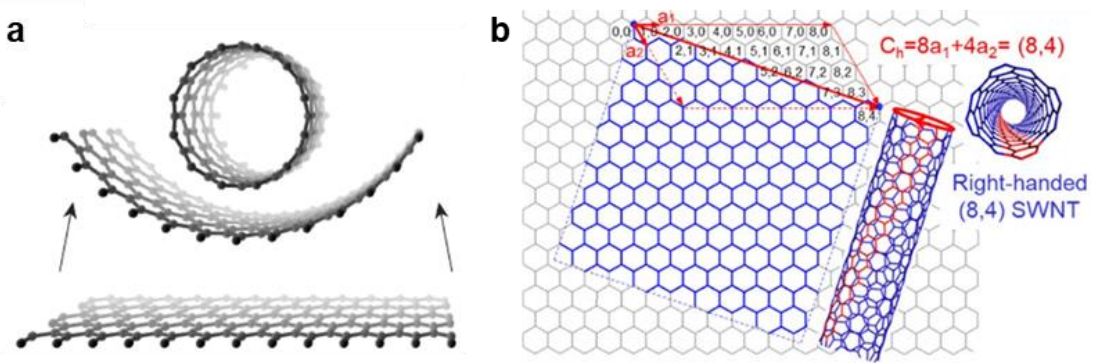 a
b
a₁
0,0 1,0 2,0 3,0 4,0 5,0 6,0 7,0 8,0
a₂
2,1 3,1 4,1 5,1 6,1 7,1 8,1
5,2 6,2 7,2 8,2
7,3 8,3
8,4
Cₕ=8a₁+4a₂= (8,4)
Right-handed
(8,4) SWNT